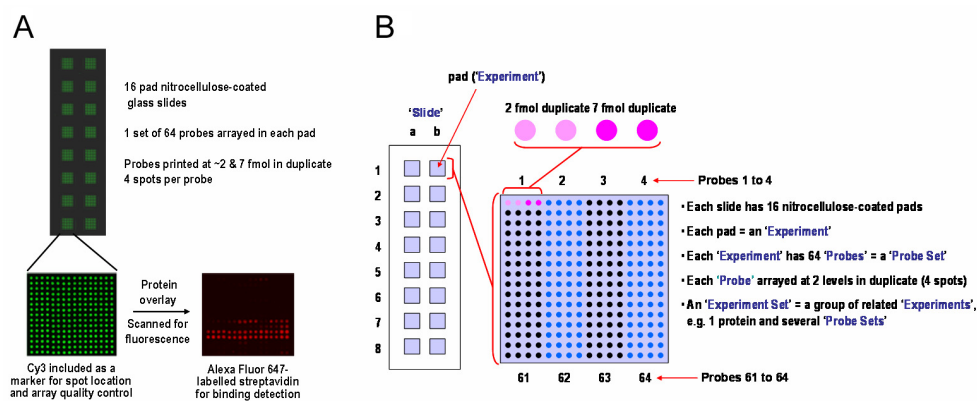 A
16 pad nitrocellulose-coated
glass slides
1 set of 64 probes arrayed in each pad
Probes printed at ~2 & 7 fmol in duplicate
4 spots per probe
Protein
overlay
Scanned for
fluorescence
Cy3 included as a
marker for spot location
and array quality control
Alexa Fluor 647-
labelled streptavidin
for binding detection
B
pad ('Experiment')
'Slide'
a b
1
2
3
4
5
6
7
8
2 fmol duplicate 7 fmol duplicate
1 2 3 4
Probes 1 to 4
61 62 63 64
Probes 61 to 64
·Each slide has 16 nitrocellulose-coated pads
·Each pad = an 'Experiment'
·Each 'Experiment' has 64 'Probes' = a 'Probe Set'
·Each 'Probe' arrayed at 2 levels in duplicate (4 spots)
·An 'Experiment Set' = a group of related 'Experiments',
e.g. 1 protein and several 'Probe Sets'